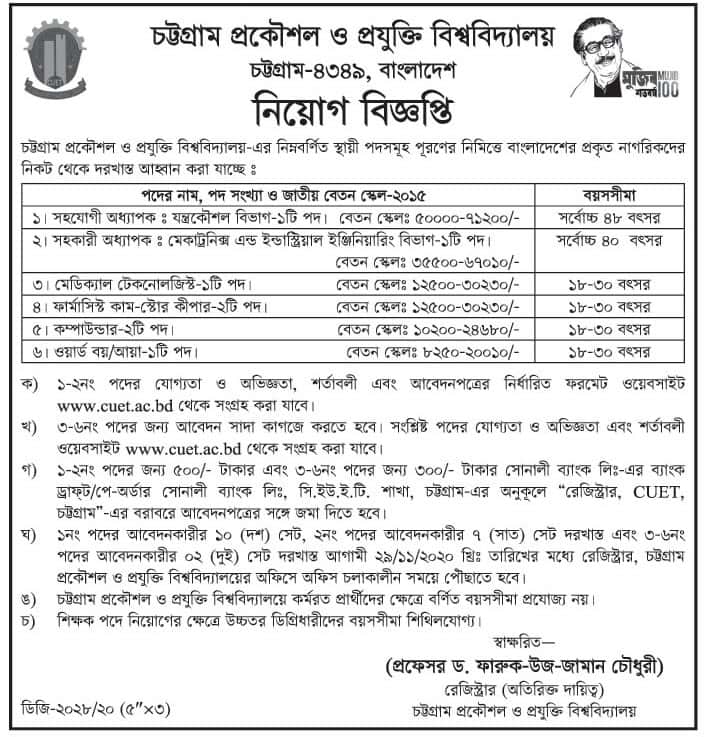 চট্টগ্রাম প্রকৌশল ও প্রযুক্তি বিশ্ববিদ্যালয়
চট্টগ্রাম-৪৩৪৯, বাংলাদেশ
নিয়োগ বিজ্ঞপ্তি
মুজিব MUJIB
শতবর্ষ 100
চট্টগ্রাম প্রকৌশল ও প্রযুক্তি বিশ্ববিদ্যালয়-এর নিম্নবর্ণিত স্থায়ী পদসমূহ পূরণের নিমিত্তে বাংলাদেশের প্রকৃত নাগরিকদের
নিকট থেকে দরখাস্ত আহ্বান করা যাচ্ছে ঃ
পদের নাম, পদ সংখ্যা ও জাতীয় বেতন স্কেল-২০১৫ বয়সসীমা
১। সহযোগী অধ্যাপক ঃ যন্ত্রকৌশল বিভাগ-১টি পদ। বেতন স্কেলঃ ৫০০০০-৭১২০০/- সর্বোচ্চ ৪৮ বৎসর
২। সহকারী অধ্যাপক ঃ মেকাট্রনিক্স এন্ড ইন্ডাস্ট্রিয়াল ইঞ্জিনিয়ারিং বিভাগ-১টি পদ। সর্বোচ্চ ৪০ বৎসর
বেতন স্কেলঃ ৩৫৫০০-৬৭০১০/-
৩। মেডিক্যাল টেকনোলজিস্ট-১টি পদ। বেতন স্কেলঃ ১২৫০০-৩০২৩০/- ১৮-৩০ বৎসর
৪। ফার্মাসিস্ট কাম-স্টোর কীপার-২টি পদ। বেতন স্কেলঃ ১২৫০০-৩০২৩০/- ১৮-৩০ বৎসর
৫। কম্পাউন্ডার-২টি পদ। বেতন স্কেলঃ ১০২০০-২৪৬৮০/- ১৮-৩০ বৎসর
৬। ওয়ার্ড বয়/আয়া-১টি পদ। বেতন স্কেলঃ ৮২৫০-২০০১০/- ১৮-৩০ বৎসর
ক) ১-২নং পদের যোগ্যতা ও অভিজ্ঞতা, শর্তাবলী এবং আবেদনপত্রের নির্ধারিত ফরমেট ওয়েবসাইট
www.cuet.ac.bd থেকে সংগ্রহ করা যাবে।
খ) ৩-৬নং পদের জন্য আবেদন সাদা কাগজে করতে হবে। সংশ্লিষ্ট পদের যোগ্যতা ও অভিজ্ঞতা এবং শর্তাবলী
ওয়েবসাইট www.cuet.ac.bd থেকে সংগ্রহ করা যাবে।
গ) ১-২নং পদের জন্য ৫০০/- টাকার এবং ৩-৬নং পদের জন্য ৩০০/- টাকার সোনালী ব্যাংক লিঃ-এর ব্যাংক
ড্রাফ্‌ট/পে-অর্ডার সোনালী ব্যাংক লিঃ, সি.ইউ.ই.টি. শাখা, চট্টগ্রাম-এর অনুকূলে “রেজিস্ট্রার, CUET,
চট্টগ্রাম”-এর বরাবরে আবেদনপত্রের সঙ্গে জমা দিতে হবে।
ঘ) ১নং পদের আবেদনকারীর ১০ (দশ) সেট, ২নং পদের আবেদনকারীর ৭ (সাত) সেট দরখাস্ত এবং ৩-৬নং
পদের আবেদনকারীর ০২ (দুই) সেট দরখাস্ত আগামী ২৯/১১/২০২০ খ্রিঃ তারিখের মধ্যে রেজিস্ট্রার, চট্টগ্রাম
প্রকৌশল ও প্রযুক্তি বিশ্ববিদ্যালয়ের অফিসে অফিস চলাকালীন সময়ে পৌঁছাতে হবে।
ঙ) চট্টগ্রাম প্রকৌশল ও প্রযুক্তি বিশ্ববিদ্যালয়ে কর্মরত প্রার্থীদের ক্ষেত্রে বর্ণিত বয়সসীমা প্রযোজ্য নয়।
চ) শিক্ষক পদে নিয়োগের ক্ষেত্রে উচ্চতর ডিগ্রিধারীদের বয়সসীমা শিথিলযোগ্য।
স্বাক্ষরিত—
(প্রফেসর ড. ফারুক-উজ-জামান চৌধুরী)
রেজিস্ট্রার (অতিরিক্ত দায়িত্ব)
চট্টগ্রাম প্রকৌশল ও প্রযুক্তি বিশ্ববিদ্যালয়
ডিজি-২০২৮/২০ (৫″×৩)